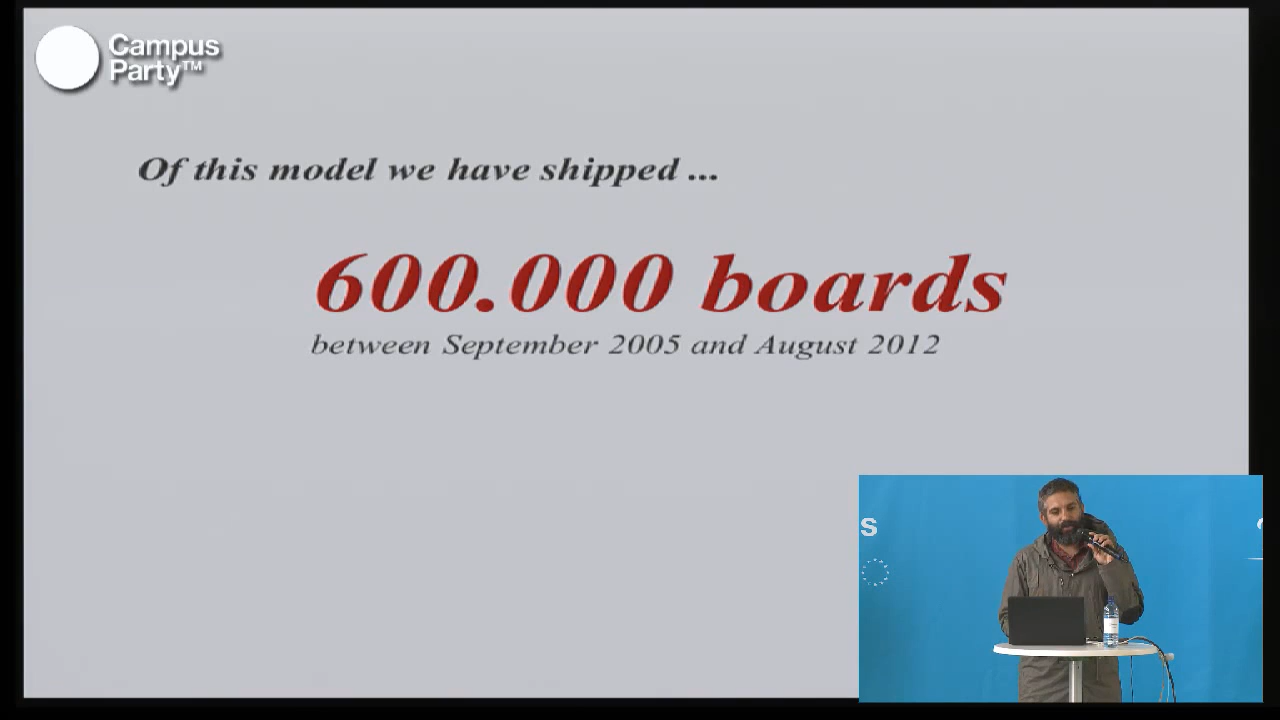 Campus
Party™
Of this model we have shipped ...
600.000 boards
between September 2005 and August 2012
s